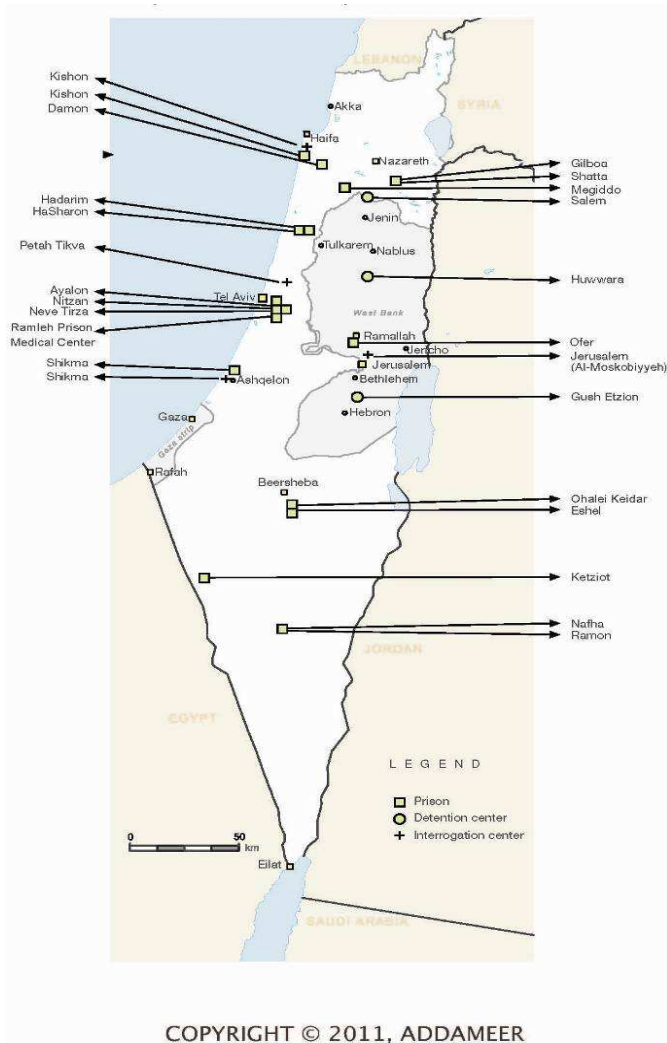 LEBANON
SYRIA
Kishon
Kishon
Damon
Akka
Haifa
Nazareth
Gilboa
Shatta
Megiddo
Salem
Hadarim
HaSharon
Jenin
Petah Tikva
Tulkarem
Nablus
Huwwara
Ayalon
Nitzan
Neve Tirza
Ramleh Prison
Medical Center
Tel Aviv
West Bank
Ramallah
Ofer
Jericho
Jerusalem
(Al-Moskobiyyeh)
Shikma
Shikma
Jerusalem
Ashqelon
Bethlehem
Gush Etzion
Gaza
Hebron
Gaza strip
Rafah
Beersheba
Ohalei Keidar
Eshel
Ketziot
Nafha
Ramon
JORDAN
EGYPT
LEGEND
Prison
Detention center
Interrogation center
0 50
km
Eilat
SAUDI ARABIA
COPYRIGHT © 2011, ADDAMEER